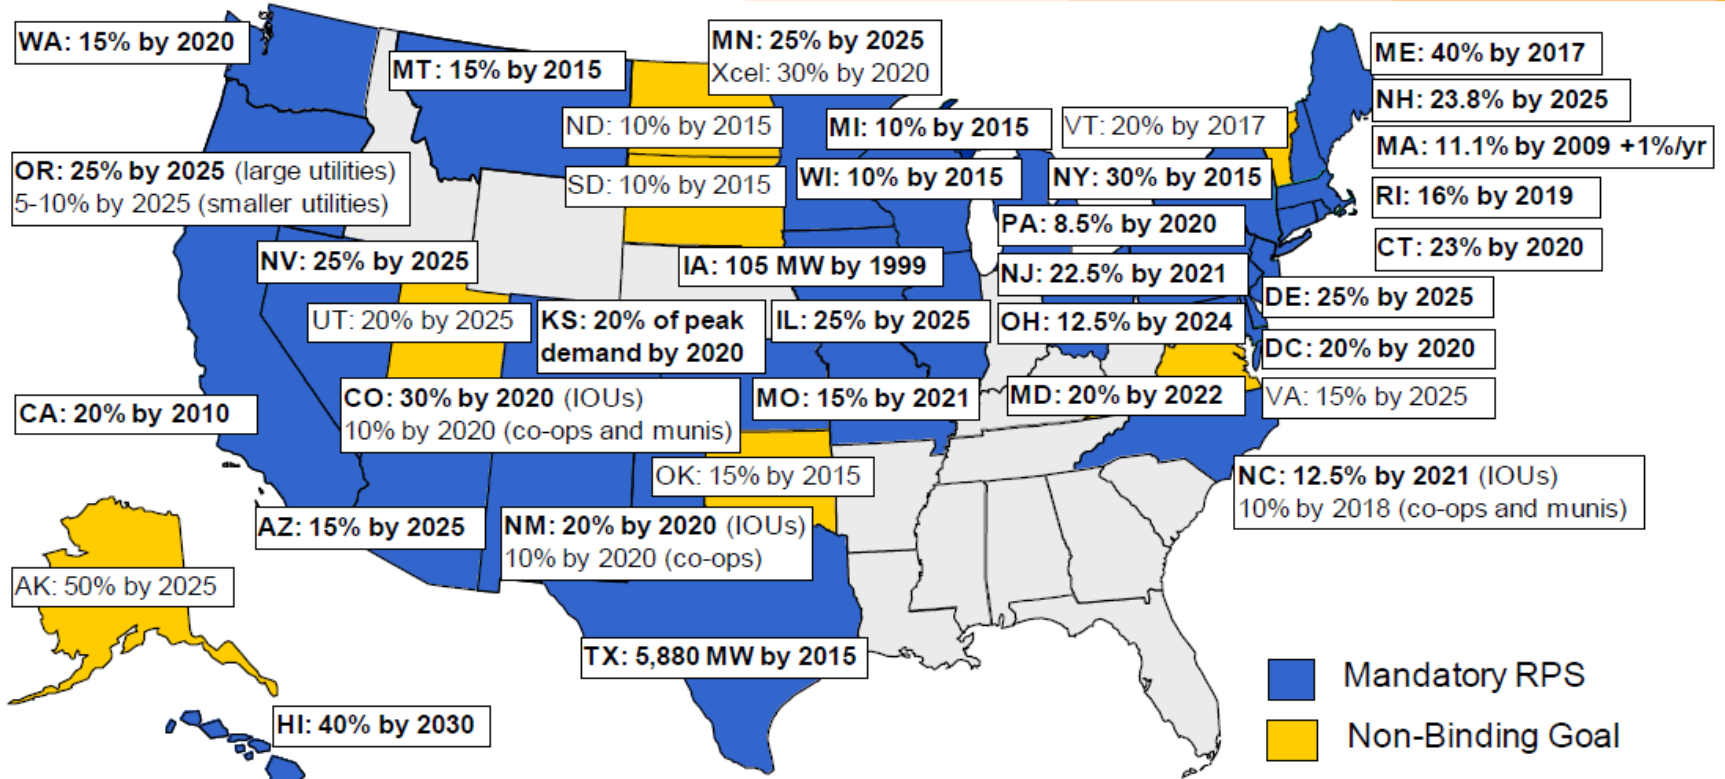 WA: 15% by 2020
MT: 15% by 2015
MN: 25% by 2025
Xcel: 30% by 2020
ME: 40% by 2017
NH: 23.8% by 2025
ND: 10% by 2015
MI: 10% by 2015
VT: 20% by 2017
MA: 11.1% by 2009 +1%/yr
OR: 25% by 2025 (large utilities)
5-10% by 2025 (smaller utilities)
SD: 10% by 2015
WI: 10% by 2015
NY: 30% by 2015
RI: 16% by 2019
PA: 8.5% by 2020
CT: 23% by 2020
NV: 25% by 2025
IA: 105 MW by 1999
NJ: 22.5% by 2021
DE: 25% by 2025
UT: 20% by 2025
KS: 20% of peak
demand by 2020
IL: 25% by 2025
OH: 12.5% by 2024
DC: 20% by 2020
CA: 20% by 2010
CO: 30% by 2020 (IOUs)
10% by 2020 (co-ops and munis)
MO: 15% by 2021
MD: 20% by 2022
VA: 15% by 2025
OK: 15% by 2015
NC: 12.5% by 2021 (IOUs)
10% by 2018 (co-ops and munis)
AZ: 15% by 2025
NM: 20% by 2020 (IOUs)
10% by 2020 (co-ops)
AK: 50% by 2025
TX: 5,880 MW by 2015
HI: 40% by 2030
Mandatory RPS
Non-Binding Goal